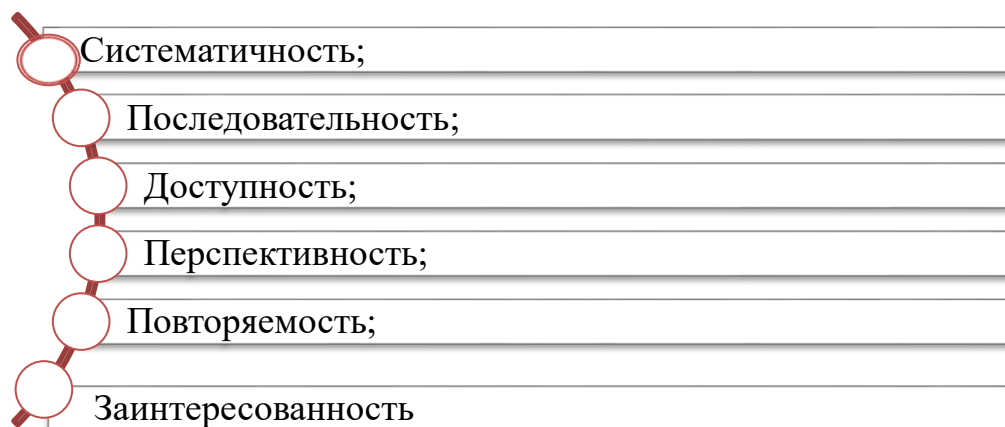 Систематичность;
Последовательность;
Доступность;
Перспективность;
Повторяемость;
Заинтересованность